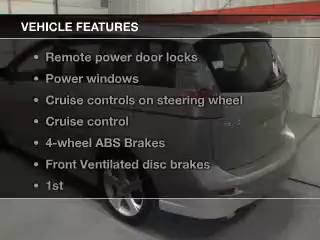 VEHICLE FEATURES
• Remote power door locks
• Power windows
• Cruise controls on steering wheel
• Cruise control
• 4-wheel ABS Brakes
• Front Ventilated disc brakes
• 1st